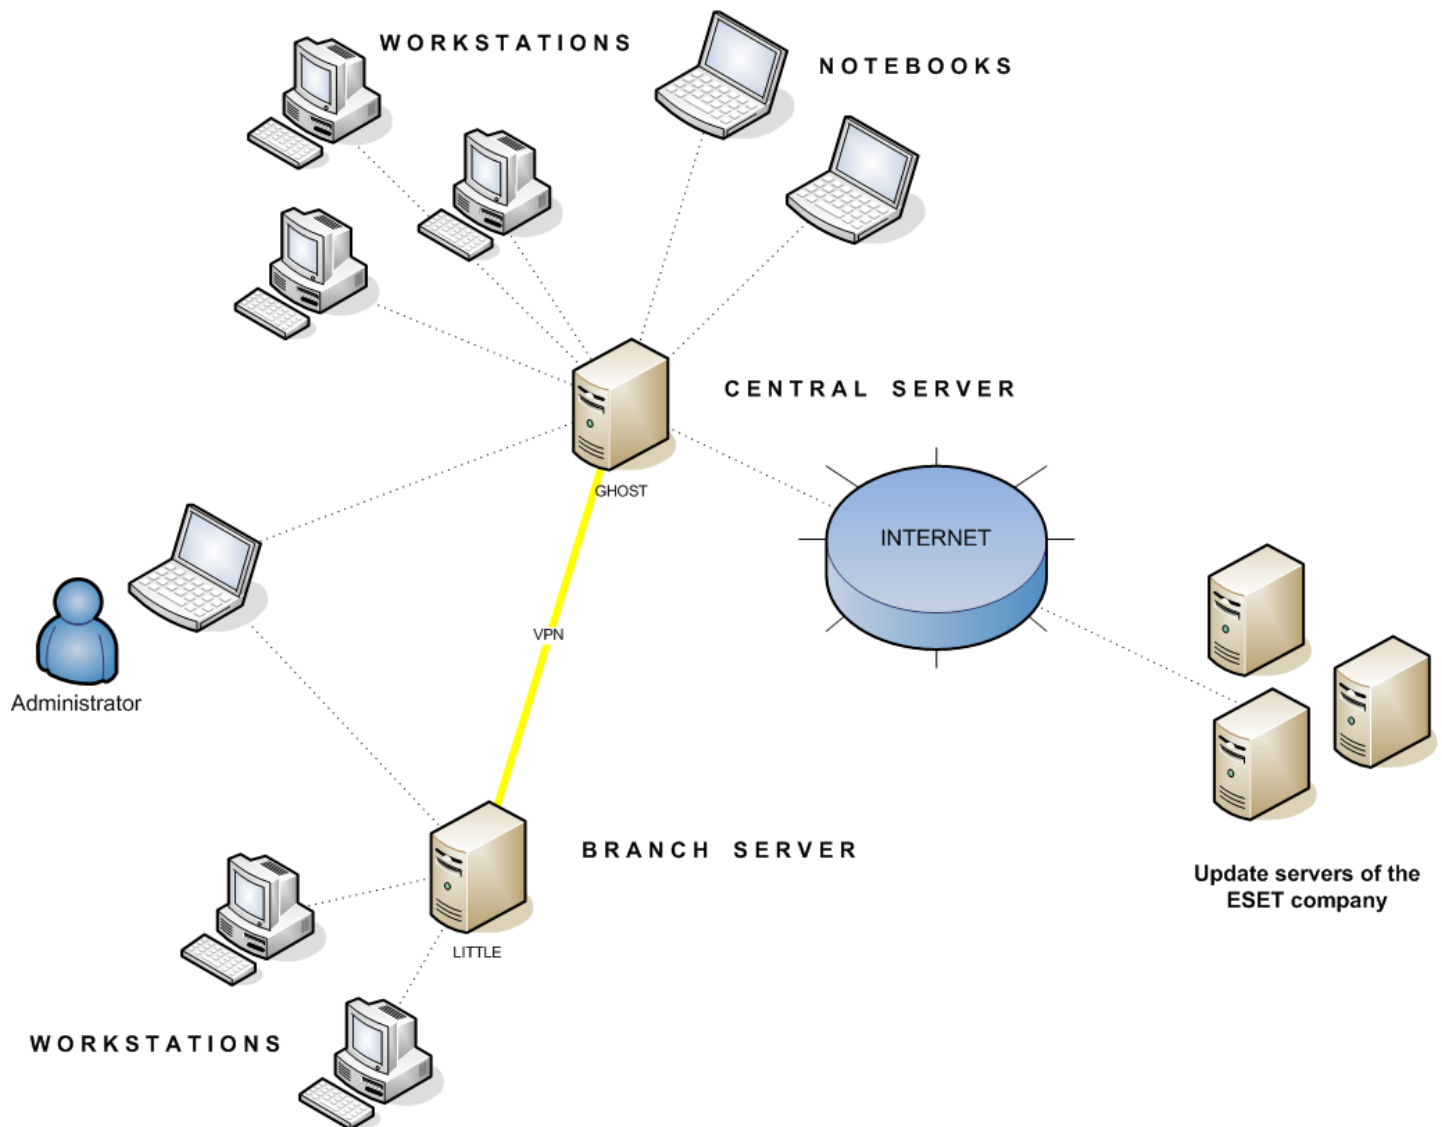 WORKSTATIONS
NOTEBOOKS
CENTRAL SERVER
GHOST
INTERNET
VPN
Administrator
BRANCH SERVER
LITTLE
Update servers of the
ESET company
WORKSTATIONS